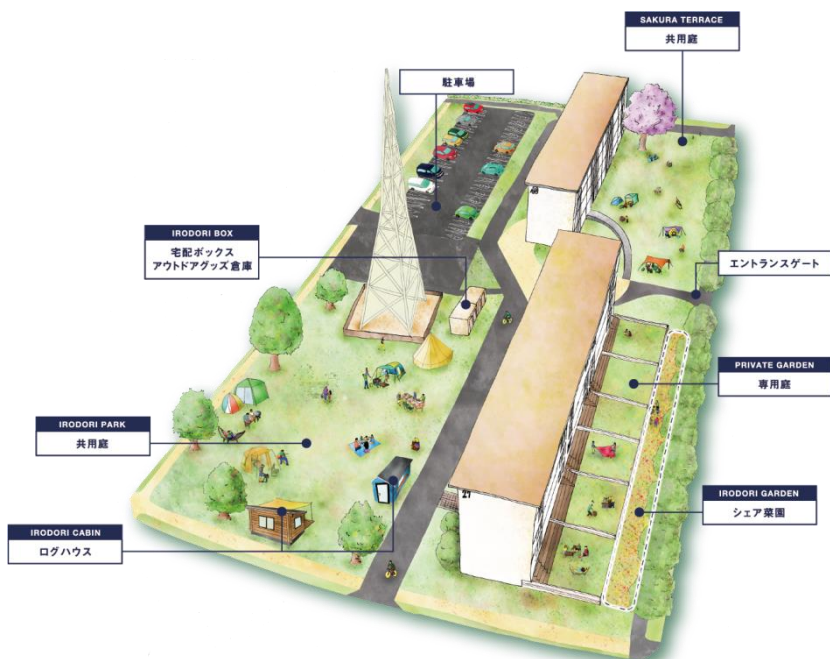 SAKURA TERRACE
共用庭
駐車場
IRODORI BOX
宅配ボックス
アウトドアグッズ倉庫
エントランスゲート
PRIVATE GARDEN
専用庭
IRODORI PARK
共用庭
IRODORI GARDEN
シェア菜園
IRODORI CABIN
ログハウス
21